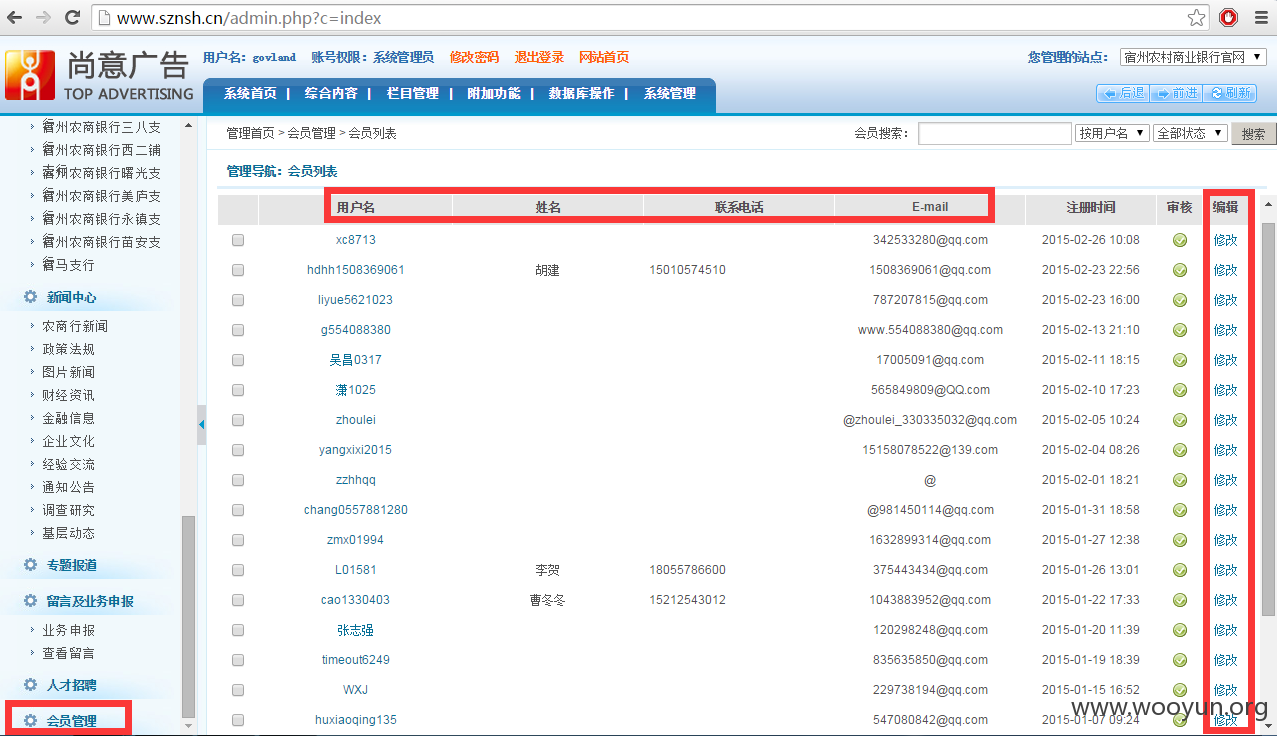 www.sznsh.cn/admin.php?c=index
尚意广告
TOP ADVERTISING
用户名：govland 账号权限：系统管理员 修改密码 退出登录 网站首页
您管理的站点： 宿州农村商业银行官网
系统首页 | 综合内容 | 栏目管理 | 附加功能 | 数据库操作 | 系统管理
后退 前进 刷新
宿州农商银行三八支
宿州农商银行西二铺
宿州农商银行曙光支
宿州农商银行美庐支
宿州农商银行永镇支
宿州农商银行苗安支
宿马支行
新闻中心
农商行新闻
政策法规
图片新闻
财经资讯
金融信息
企业文化
经验交流
通知公告
调查研究
基层动态
专题报道
留言及业务申报
业务申报
查看留言
人才招聘
会员管理
管理首页 > 会员管理 > 会员列表
会员搜索： 按用户名 全部状态 搜索
管理导航：会员列表
用户名 姓名 联系电话 E-mail 注册时间 审核 编辑
xc8713 342533280@qq.com 2015-02-26 10:08 修改
hdhh1508369061 胡建 15010574510 1508369061@qq.com 2015-02-23 22:56 修改
liyue5621023 787207815@qq.com 2015-02-23 16:00 修改
g554088380 www.554088380@qq.com 2015-02-13 21:10 修改
吴昌0317 17005091@qq.com 2015-02-11 18:15 修改
潇1025 565849809@QQ.com 2015-02-10 17:23 修改
zhoulei @zhoulei_330335032@qq.com 2015-02-05 10:24 修改
yangxixi2015 15158078522@139.com 2015-02-04 08:26 修改
zzhhqq @ 2015-02-01 18:21 修改
chang0557881280 @981450114@qq.com 2015-01-31 18:58 修改
zmx01994 1632899314@qq.com 2015-01-27 12:38 修改
L01581 李贺 18055786600 375443434@qq.com 2015-01-26 13:01 修改
cao1330403 曹冬冬 15212543012 1043883952@qq.com 2015-01-22 17:33 修改
张志强 120298248@qq.com 2015-01-20 11:39 修改
timeout6249 835635850@qq.com 2015-01-19 18:39 修改
WXJ 229738194@qq.com 2015-01-15 16:52 修改
huxiaoqing135 547080842@qq.com 2015-01-07 09:24 修改
www.wooyun.org